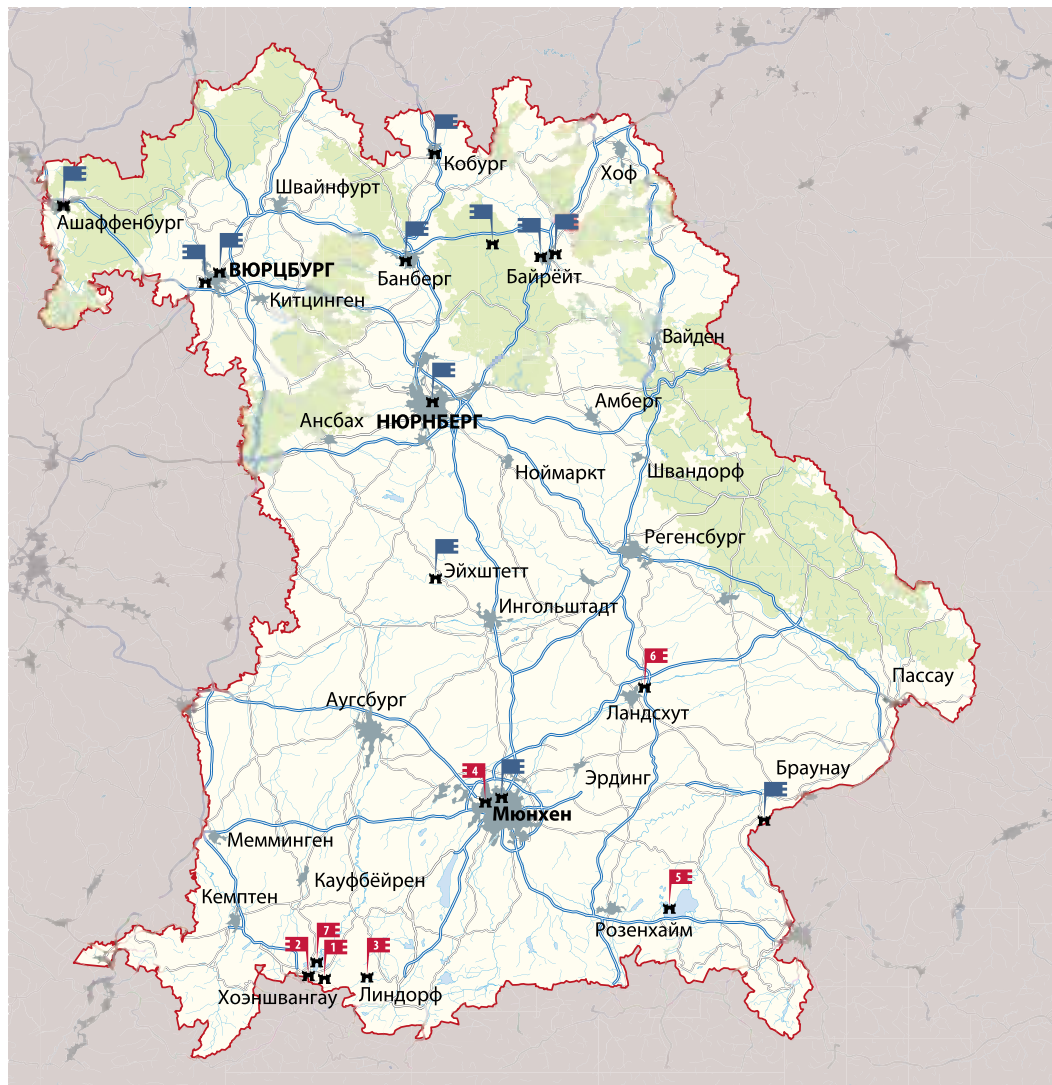 Кобург
Хоф
Швайнфурт
Ашаффенбург
ВЮРЦБУРГ
Банберг
Байрёйт
Китцинген
Вайден
Амберг
Ансбах
НЮРНБЕРГ
Ноймаркт
Швандорф
Регенсбург
Эйхштетт
Ингольштадт
6
Пассау
Аугсбург
Ландсхут
4
Эрдинг
Браунау
Мюнхен
Мемминген
Кауфбёйрен
5
Кемптен
Розенхайм
7
2
1
3
Хоэншвангау
Линдорф